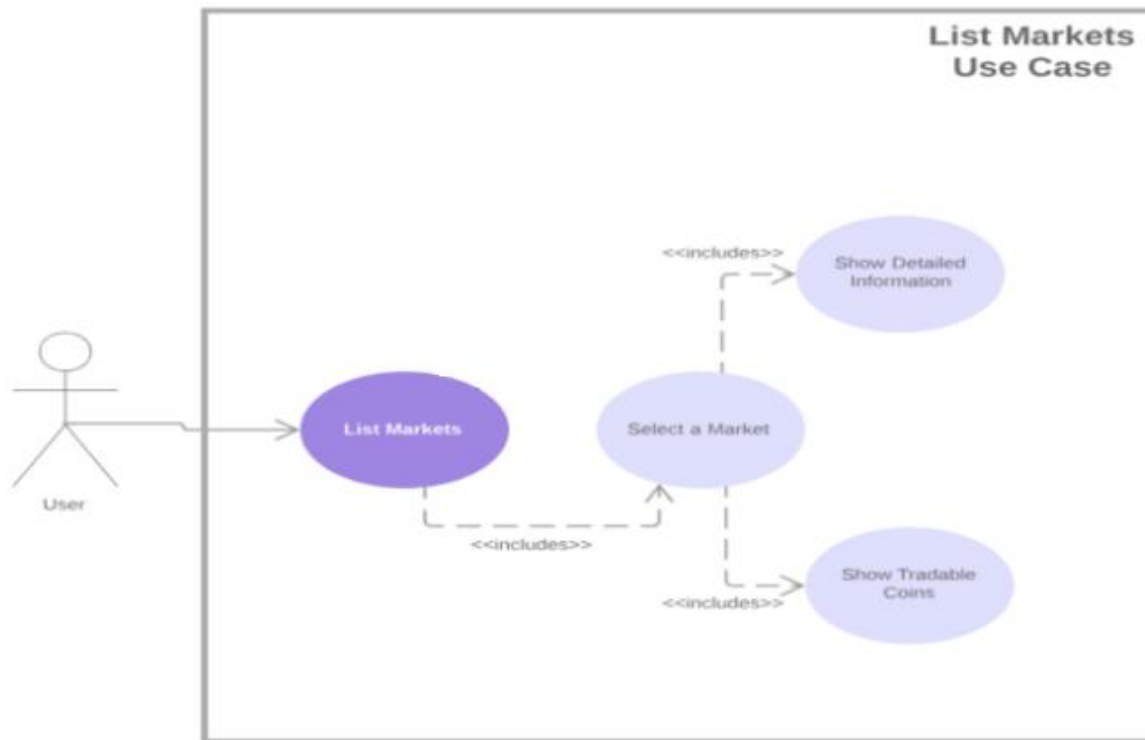 List Markets
Use Case
<<includes>>
Show Detailed
Information
List Markets
Select a Market
User
<<includes>>
Show Tradable
Coins
<<includes>>